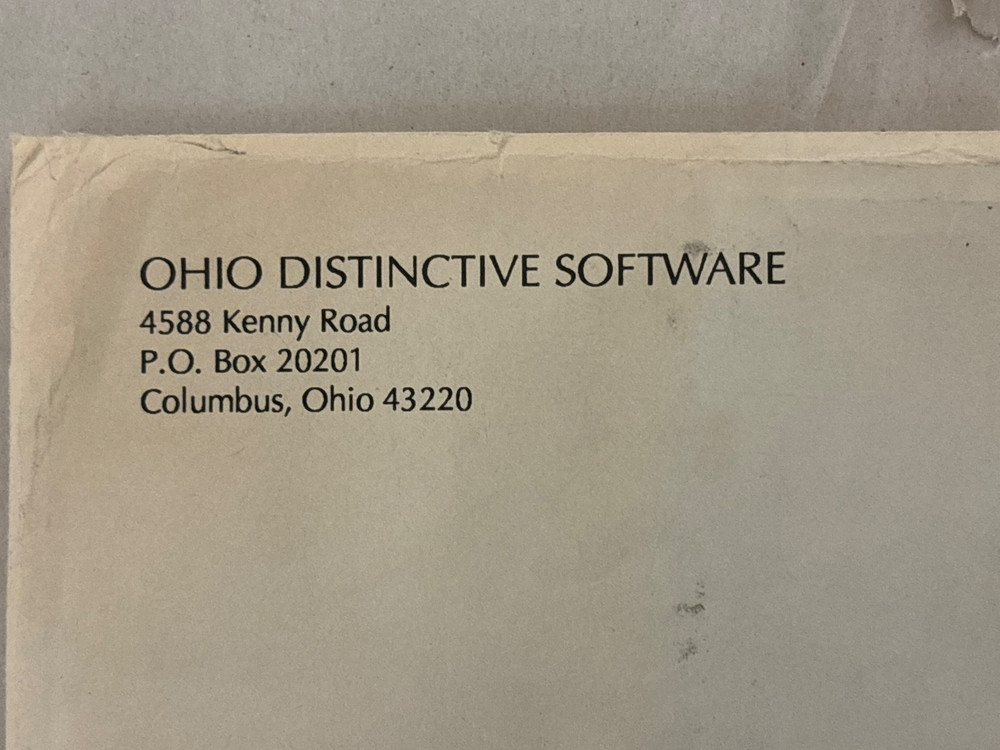 OHIO DISTINCTIVE SOFTWARE
4588 Kenny Road
P.O. Box 20201
Columbus, Ohio 43220